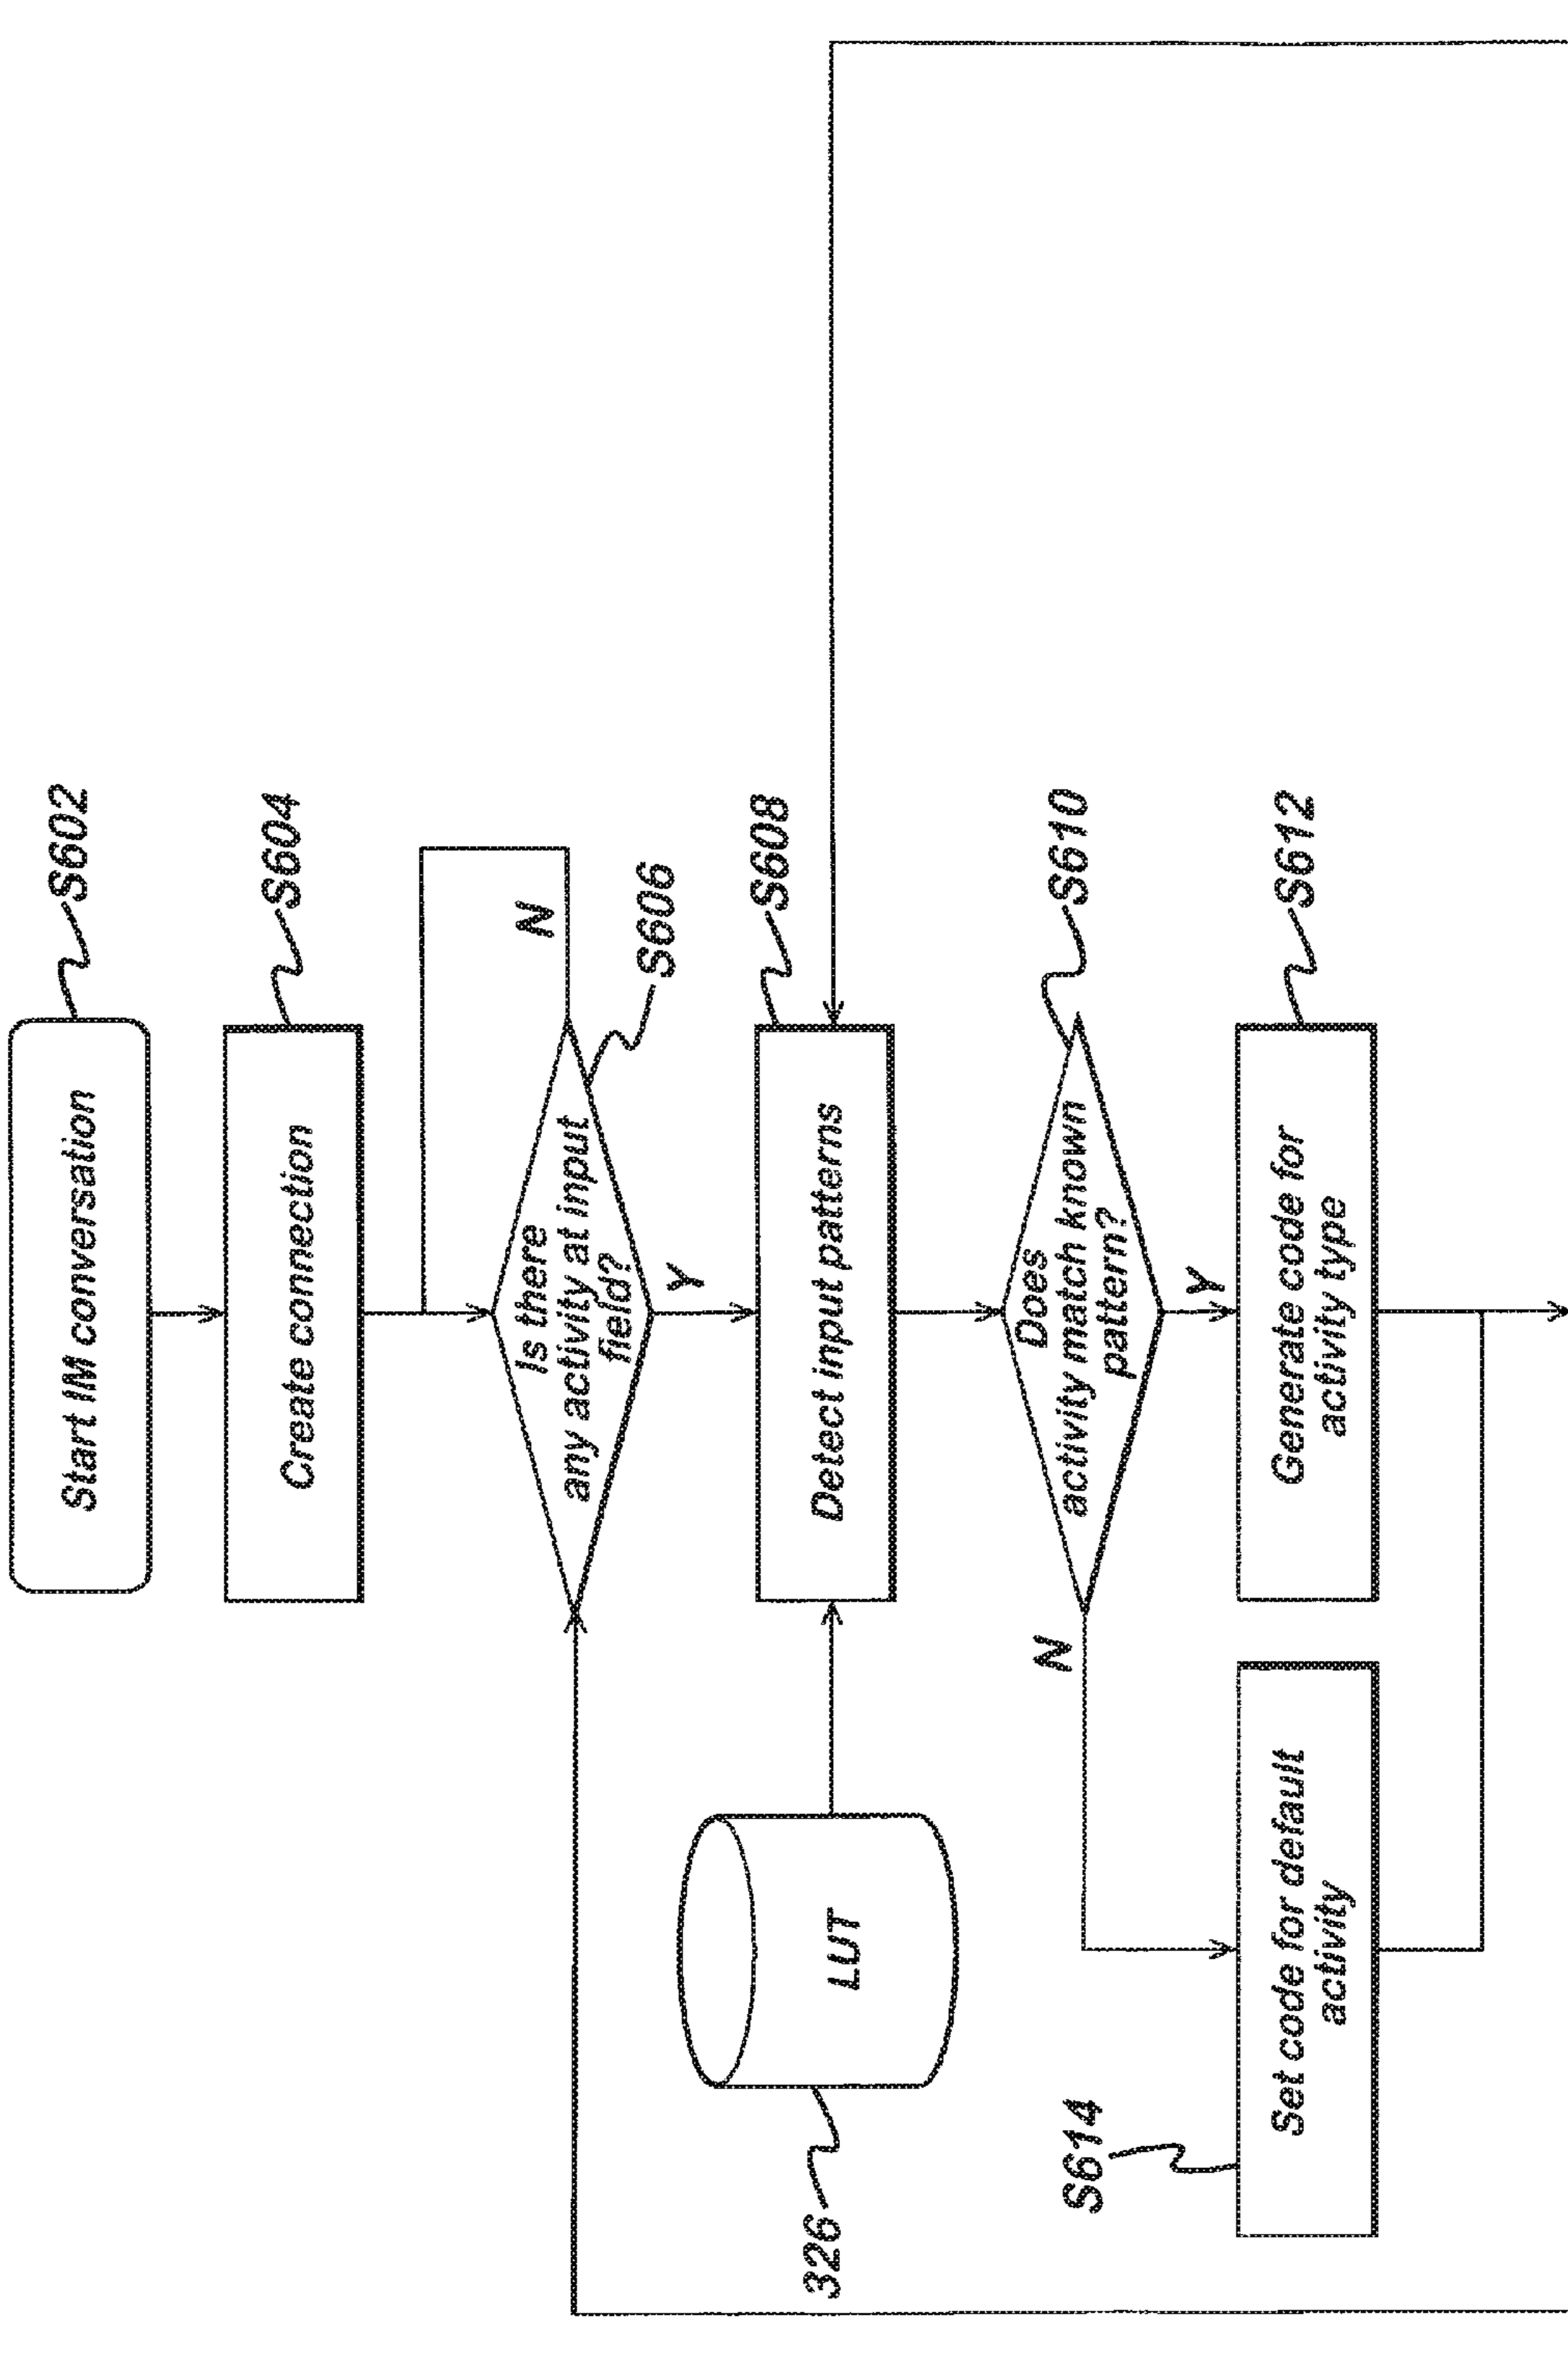 Start IM conversation
S602
Create connection
S604
Is there
any activity at input
field?
N
S606
Y
LUT
326
Detect input patterns
S608
Does
activity match known
pattern?
S610
N
Y
S614
Set code for default
activity
Generate code for
activity type
S612